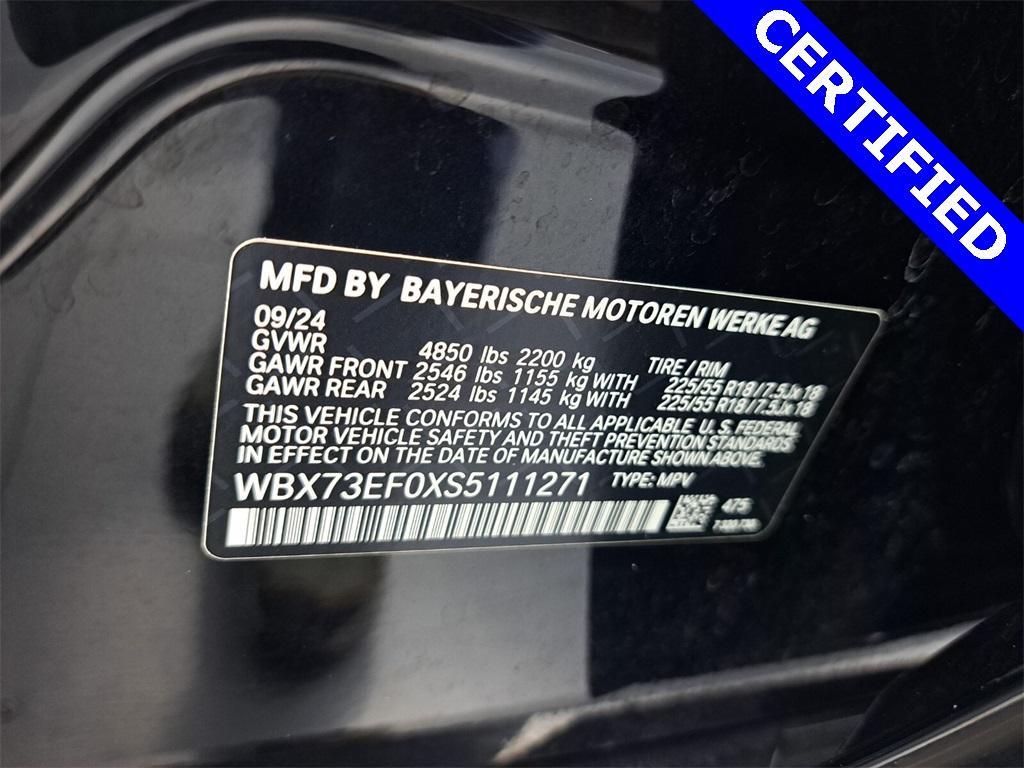 CERTIFIED
MFD BY BAYERISCHE MOTOREN WERKE AG
09/24
GVWR 4850 lbs 2200 kg TIRE / RIM
GAWR FRONT 2546 lbs 1155 kg WITH 225/55 R18/7.5Jx18
GAWR REAR 2524 lbs 1145 kg WITH 225/55 R18/7.5Jx18
THIS VEHICLE CONFORMS TO ALL APPLICABLE U.S. FEDERAL
MOTOR VEHICLE SAFETY AND THEFT PREVENTION STANDARDS
IN EFFECT ON THE DATE OF MANUFACTURE SHOWN ABOVE.
WBX73EF0XS5111271 TYPE: MPV
475